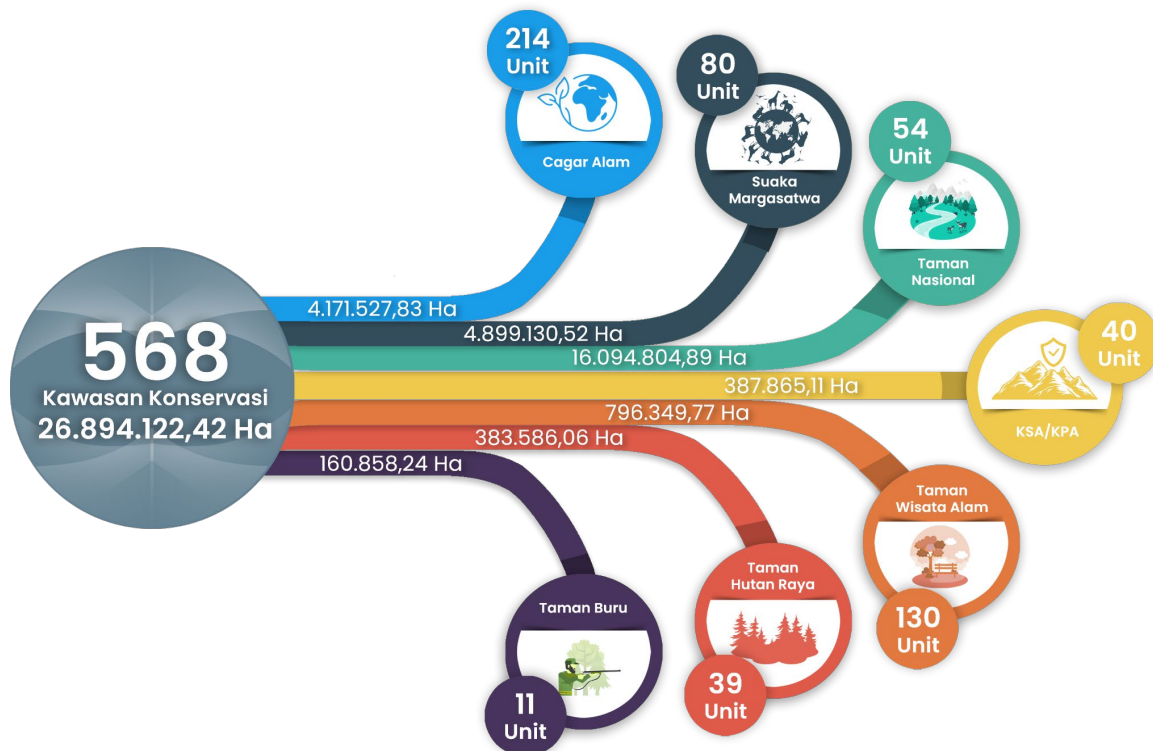 214
Unit
Cagar Alam
80
Unit
Suaka
Margasatwa
54
Unit
Taman
Nasional
4.171.527,83 Ha
4.899.130,52 Ha
16.094.804,89 Ha
568
Kawasan Konservasi
26.894.122,42 Ha
387.865,11 Ha
40
Unit
KSA/KPA
796.349,77 Ha
383.586,06 Ha
160.858,24 Ha
Taman
Wisata Alam
130
Unit
Taman
Hutan Raya
39
Unit
Taman Buru
11
Unit